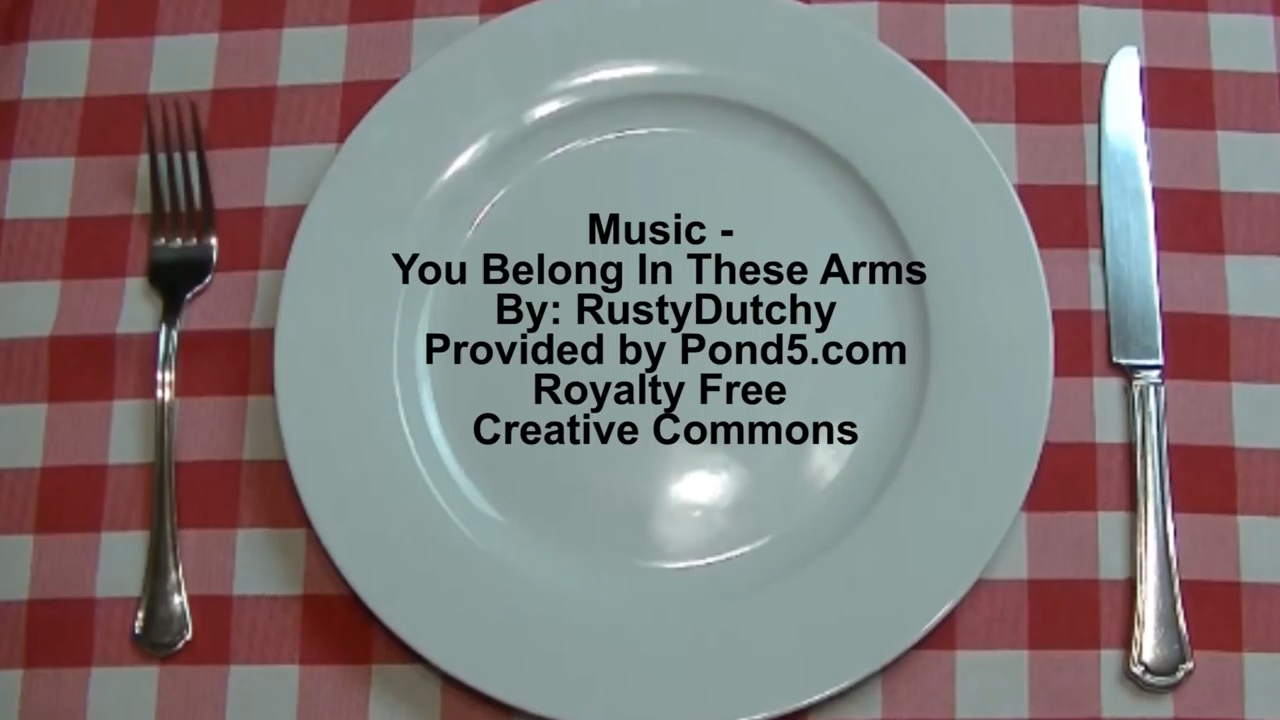 Music -
You Belong In These Arms
By: RustyDutchy
Provided by Pond5.com
Royalty Free
Creative Commons